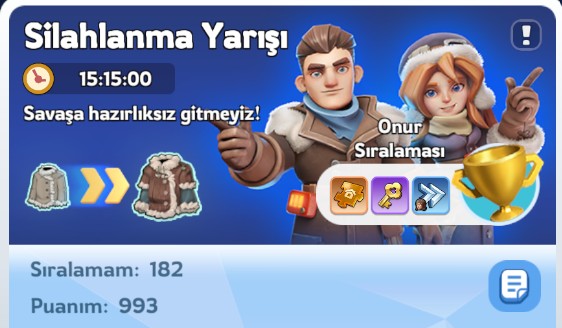 Silahlanma Yarışı
15:15:00
Savaşa hazırlıksız gitmeyiz!
Onur
Sıralaması
Sıralamam: 182
Puanım: 993